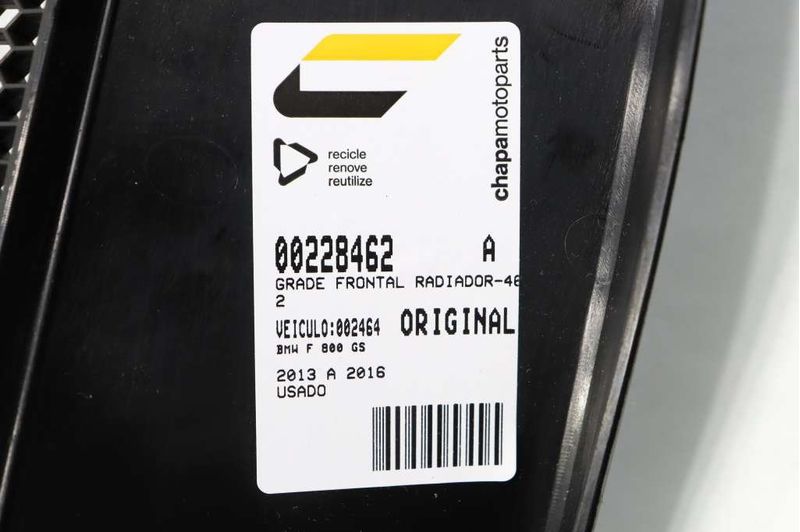 chapamotoparts
recicle
renove
reutilize
00228462 A
GRADE FRONTAL RADIADOR-46
2
VEICULO:002464 ORIGINAL
BMW F 800 GS
2013 A 2016
USADO